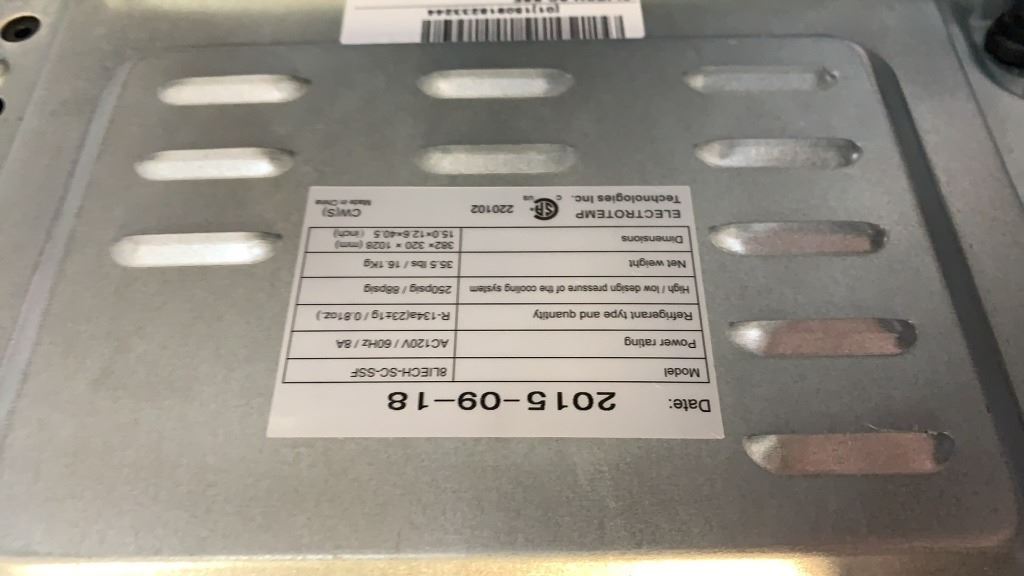 Date: 2015-09-18
Model 8LIECH-SC-SSF
Power rating AC120V / 60Hz / 8A
Refrigerant type and quantity R-134a(23±1g / 0.81oz.)
High / low design pressure of the cooling system 250psig / 88psig
Net weight 35.5 lbs / 16.1Kg
Dimensions 382× 320 × 1028 (mm)
15.0×12.6×40.5 (inch)
ELECTROTEMP
Technologies Inc.
C US
220102
CW(S)
Made in China